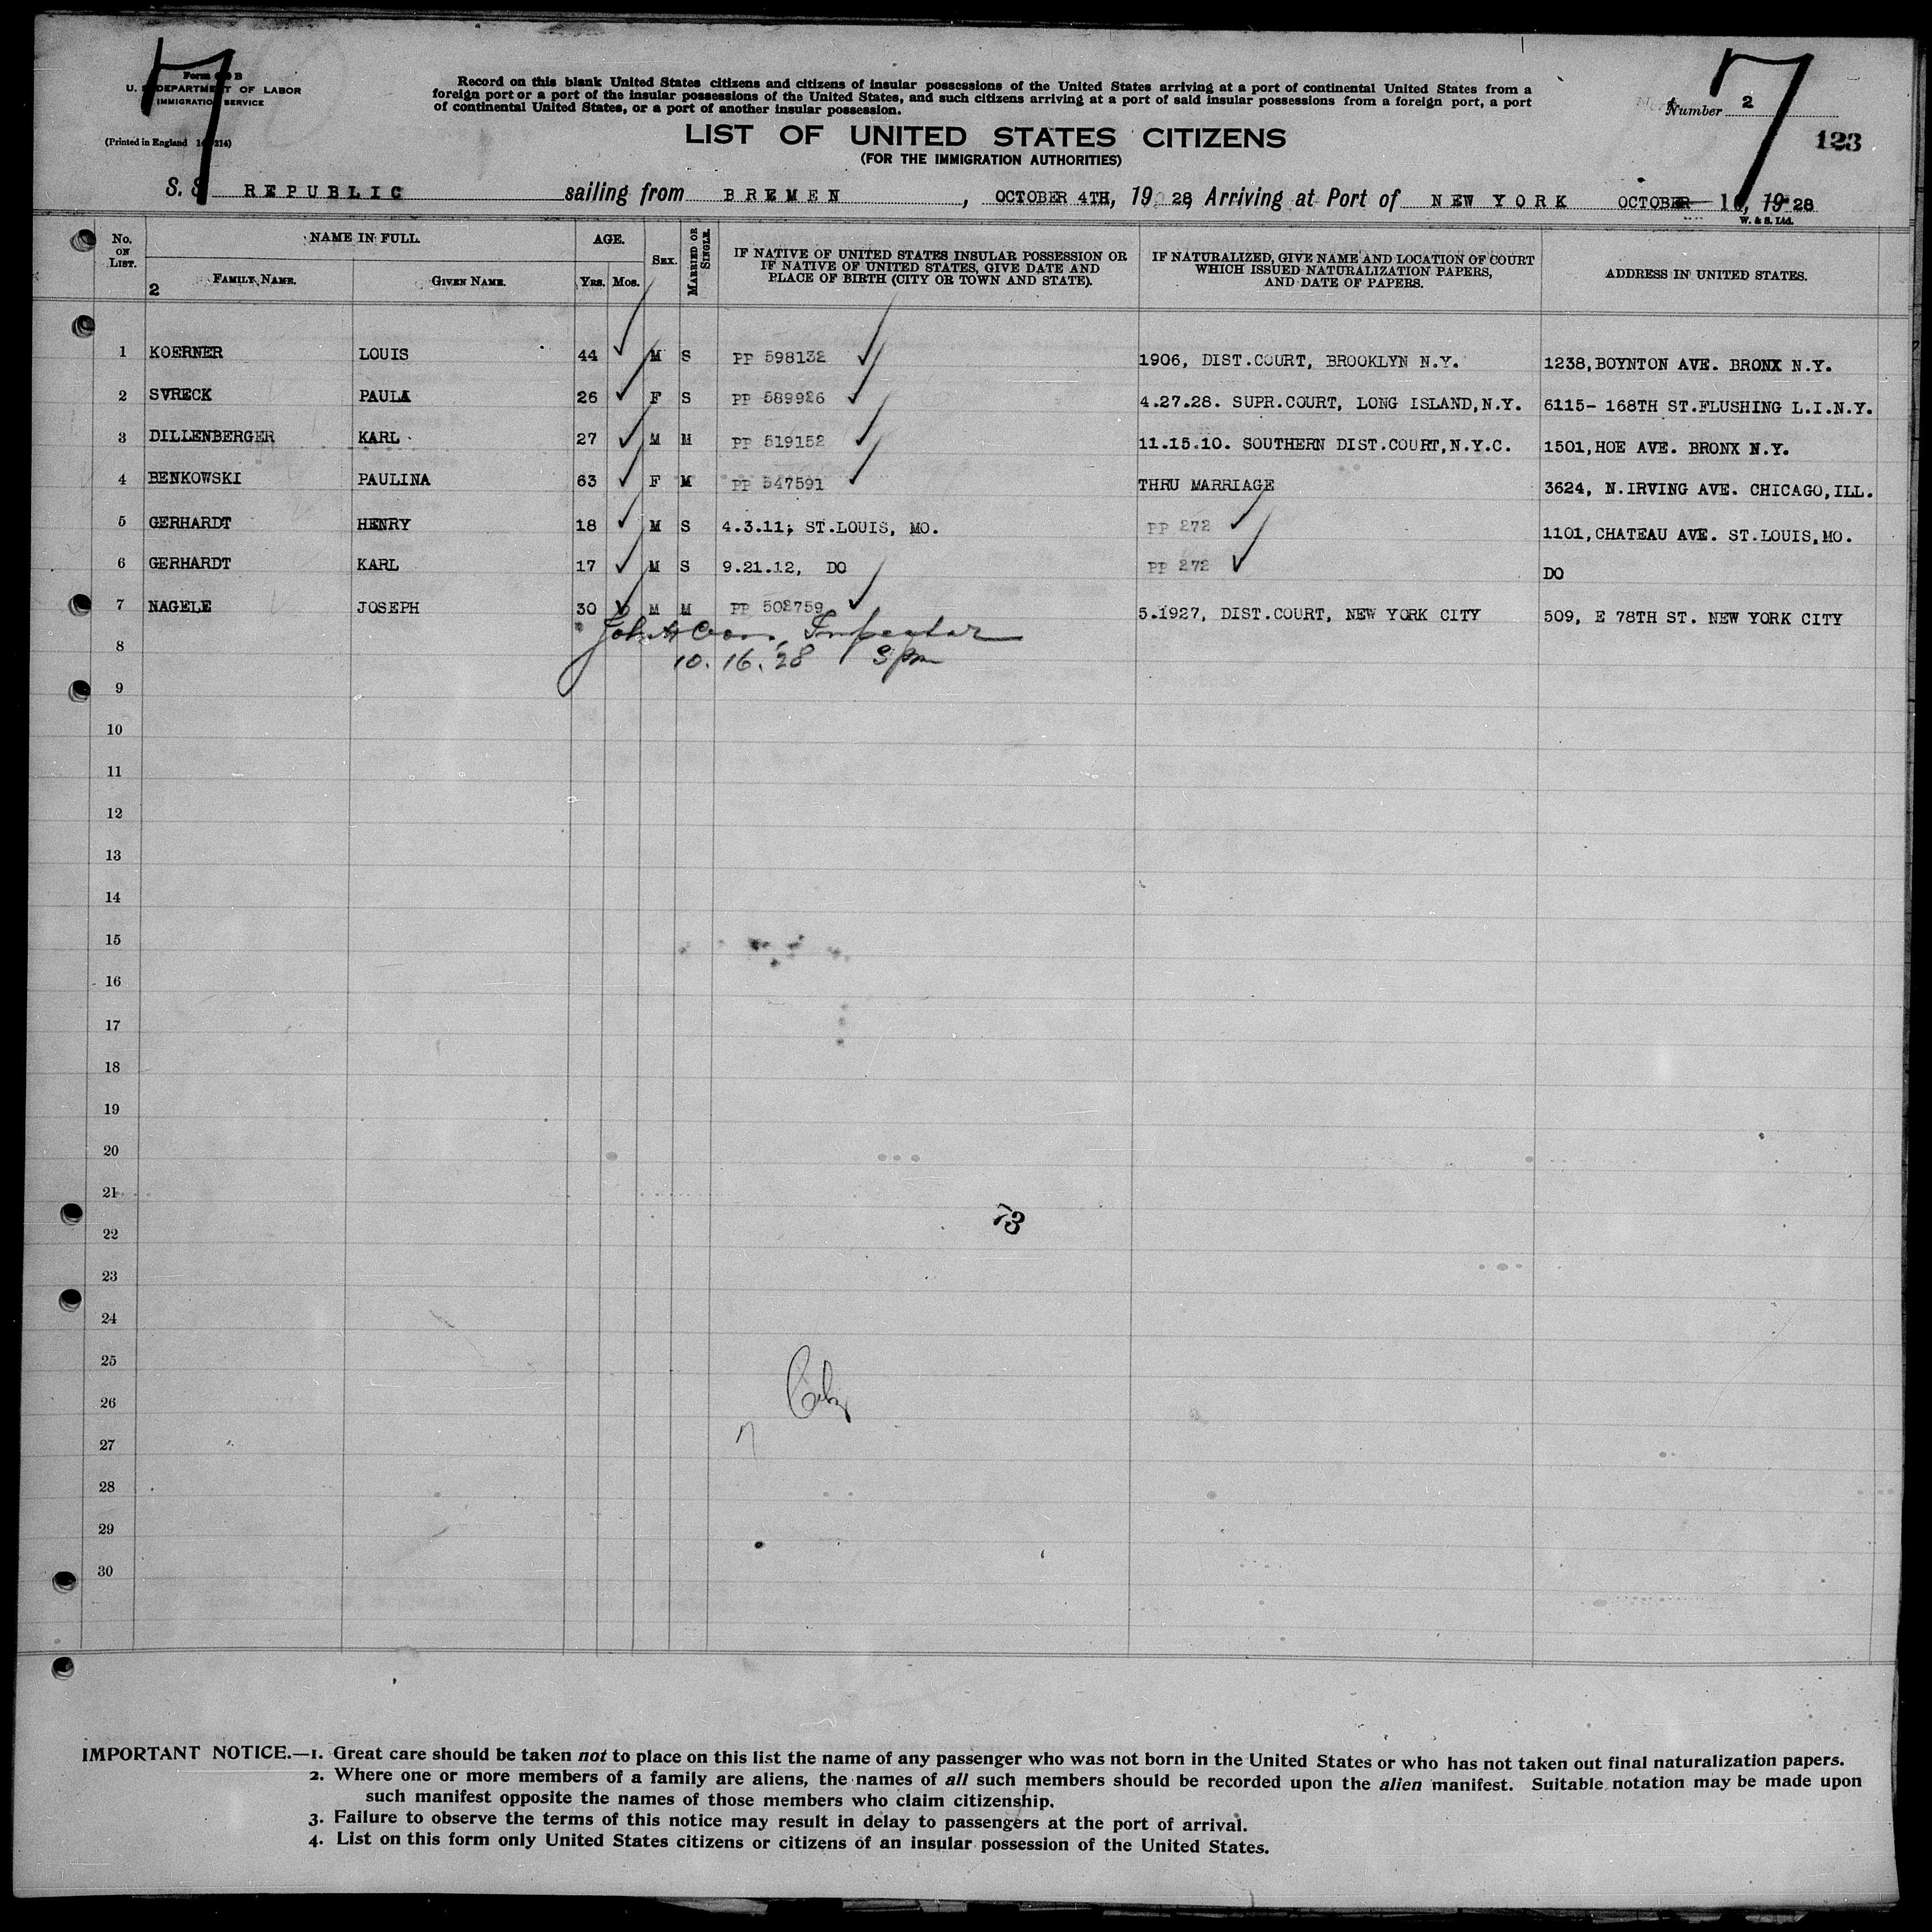 7
7
Form 630 B
U. S. DEPARTMENT OF LABOR
IMMIGRATION SERVICE
(Printed in England
Record on this blank United States citizens and citizens of insular possessions of the United States arriving at a port of continental United States from a
foreign port or a port of the insular possessions of the United States, and such citizens arriving at a port of said insular possessions from a foreign port, a port
of continental United States, or a port of another insular possession.
Number 2
123
LIST OF UNITED STATES CITIZENS
(FOR THE IMMIGRATION AUTHORITIES)
S.S. REPUBLIC sailing from BREMEN, OCTOBER 4TH, 1928, Arriving at Port of NEW YORK OCTOBER 16, 1928
W. & S. Ltd.
No. ON LIST. NAME IN FULL. AGE. SEX. MARRIED OR SINGLE. IF NATIVE OF UNITED STATES INSULAR POSSESSION OR IF NATIVE OF UNITED STATES, GIVE DATE AND PLACE OF BIRTH (CITY OR TOWN AND STATE). IF NATURALIZED, GIVE NAME AND LOCATION OF COURT WHICH ISSUED NATURALIZATION PAPERS, AND DATE OF PAPERS. ADDRESS IN UNITED STATES.
2 FAMILY NAME. GIVEN NAME. YRS. MOS.
1 KOERNER LOUIS 44 M S PP 598132 1906, DIST.COURT, BROOKLYN N.Y. 1238,BOYNTON AVE. BRONX N.Y.
2 SVRECK PAULA 26 F S PP 589926 4.27.28. SUPR.COURT, LONG ISLAND,N.Y. 6115- 168TH ST.FLUSHING L.I.N.Y.
3 DILLENBERGER KARL 27 M M PP 519152 11.15.10. SOUTHERN DIST.COURT,N.Y.C. 1501,HOE AVE. BRONX N.Y.
4 BENKOWSKI PAULINA 63 F M PP 547591 THRU MARRIAGE 3624, N.IRVING AVE. CHICAGO,ILL.
5 GERHARDT HENRY 18 M S 4.3.11; ST.LOUIS, MO. PP 272 1101,CHATEAU AVE. ST.LOUIS,MO.
6 GERHARDT KARL 17 M S 9.21.12, DO PP 272 DO
7 NAGELE JOSEPH 30 M M PP 502759 5.1927, DIST.COURT, NEW YORK CITY 509, E 78TH ST. NEW YORK CITY
Inspector
8 10.16.28 3 pm
9
10
11
12
13
14
15
16
17
18
19
20
21
73
22
23
24
25
26
27
28
29
30
IMPORTANT NOTICE.—1. Great care should be taken not to place on this list the name of any passenger who was not born in the United States or who has not taken out final naturalization papers.
2. Where one or more members of a family are aliens, the names of all such members should be recorded upon the alien manifest. Suitable notation may be made upon
such manifest opposite the names of those members who claim citizenship.
3. Failure to observe the terms of this notice may result in delay to passengers at the port of arrival.
4. List on this form only United States citizens or citizens of an insular possession of the United States.